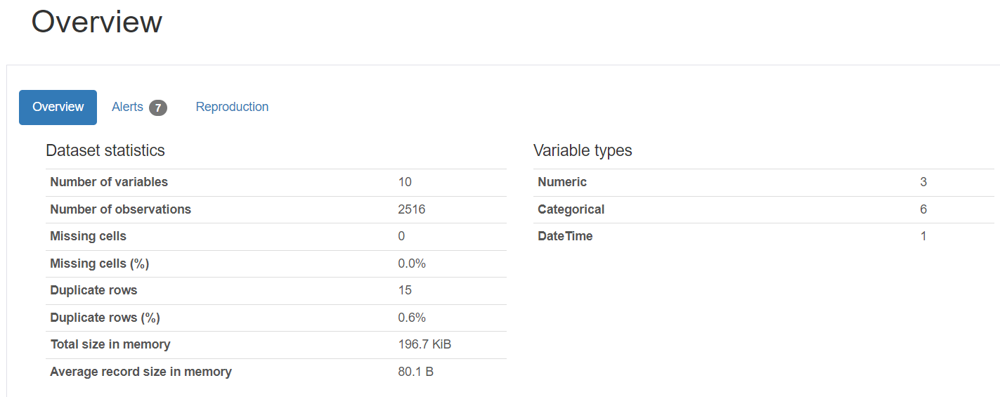 Overview
Overview Alerts 7 Reproduction
Dataset statistics
Number of variables 10
Number of observations 2516
Missing cells 0
Missing cells (%) 0.0%
Duplicate rows 15
Duplicate rows (%) 0.6%
Total size in memory 196.7 KiB
Average record size in memory 80.1 B
Variable types
Numeric 3
Categorical 6
DateTime 1